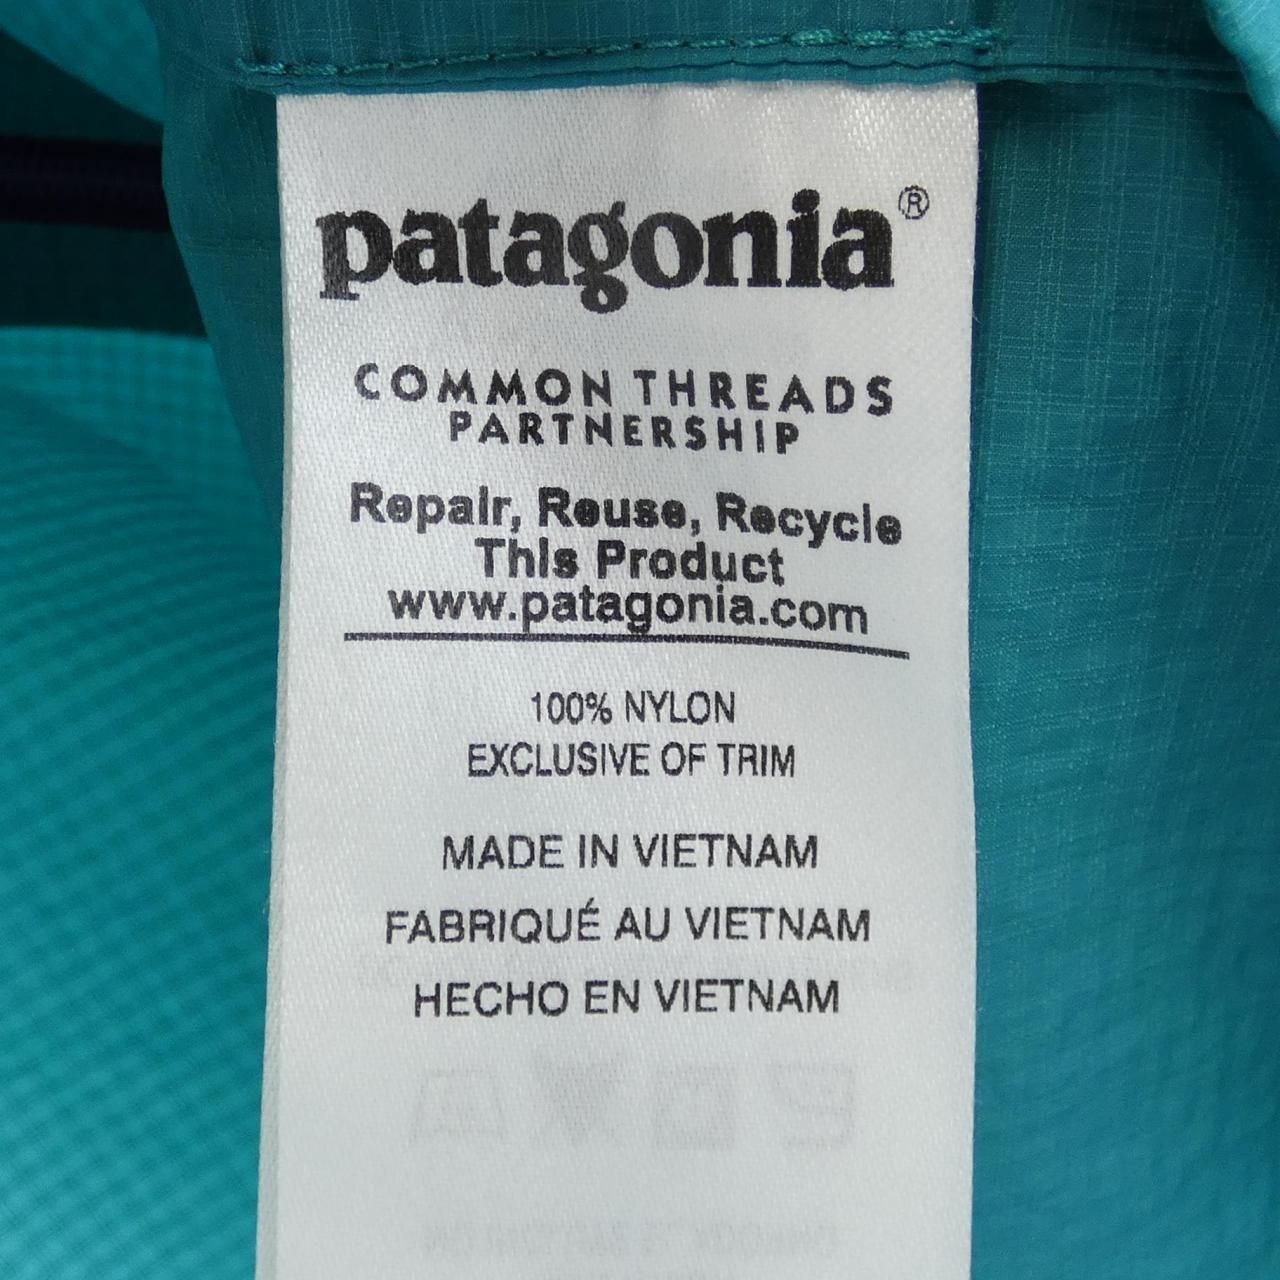 patagonia®
COMMON THREADS
PARTNERSHIP
Repair, Reuse, Recycle
This Product
www.patagonia.com
100% NYLON
EXCLUSIVE OF TRIM
MADE IN VIETNAM
FABRIQUÉ AU VIETNAM
HECHO EN VIETNAM